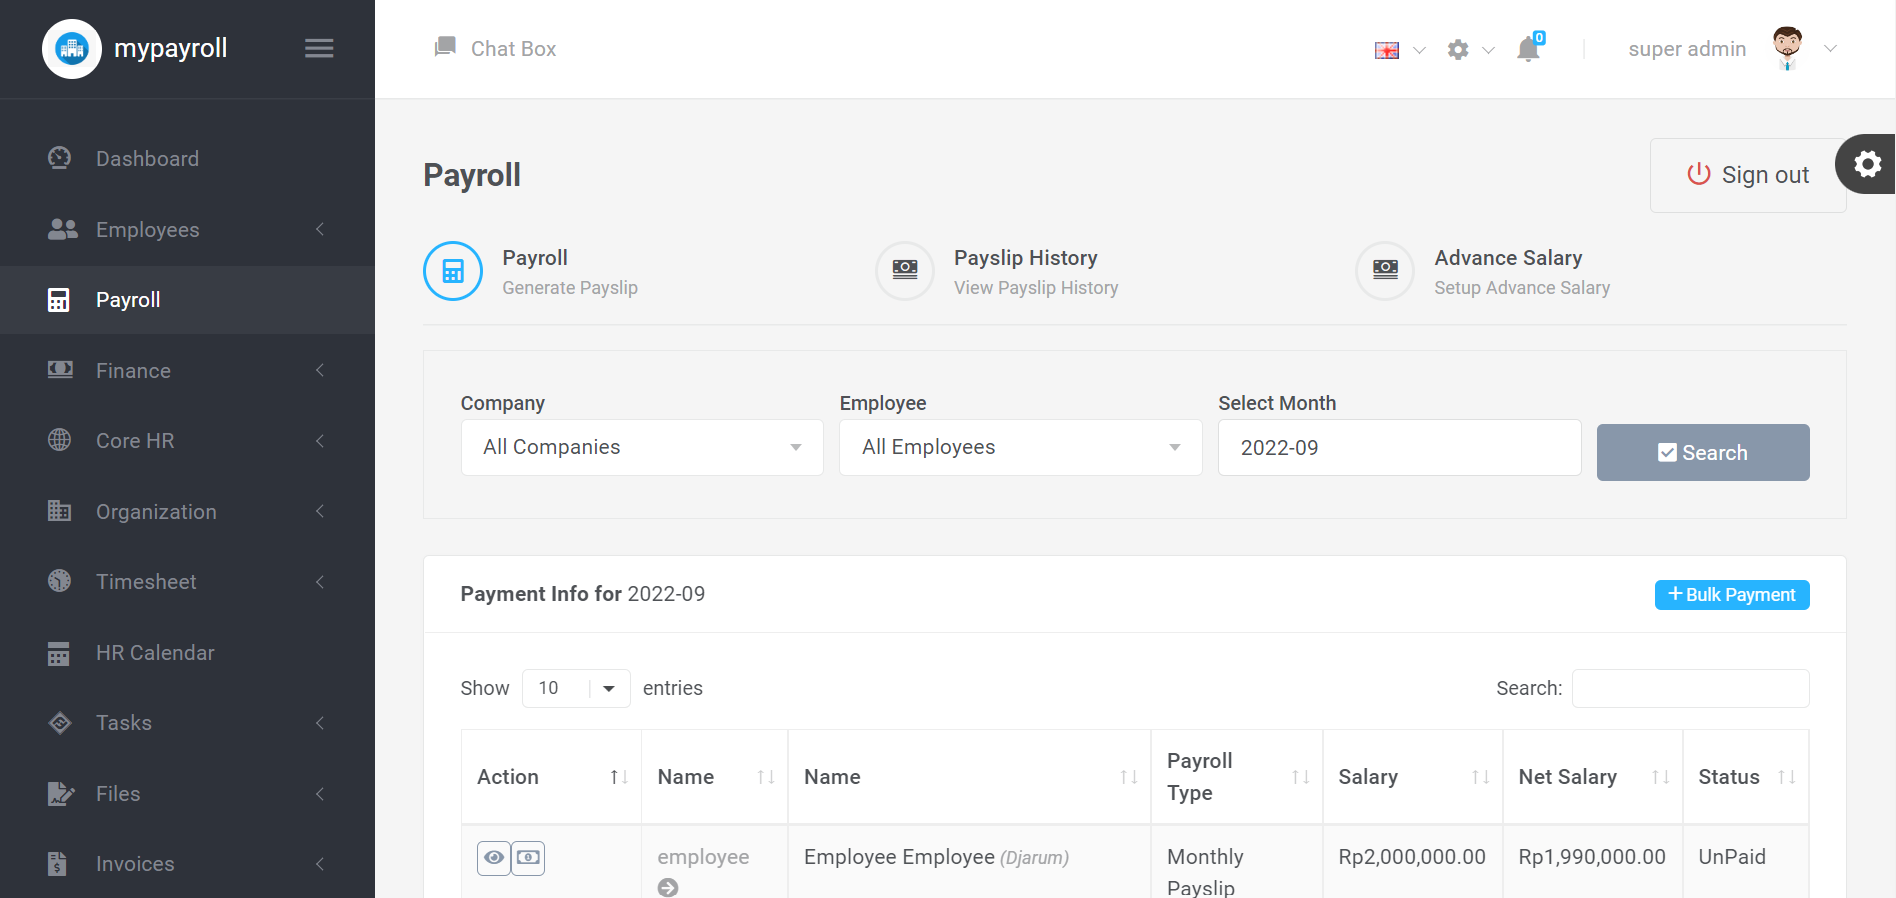 mypayroll
Chat Box
0
super admin
Dashboard
Employees
Payroll
Finance
Core HR
Organization
Timesheet
HR Calendar
Tasks
Files
Invoices
Payroll
Sign out
Payroll
Generate Payslip
Payslip History
View Payslip History
Advance Salary
Setup Advance Salary
Company
Employee
Select Month
All Companies
All Employees
2022-09
Search
Payment Info for 2022-09
+ Bulk Payment
Show 10 entries
Search:
Action
Name
Name
Payroll
Type
Salary
Net Salary
Status
employee
Employee Employee (Djarum)
Monthly
Payslip
Rp2,000,000.00
Rp1,990,000.00
UnPaid